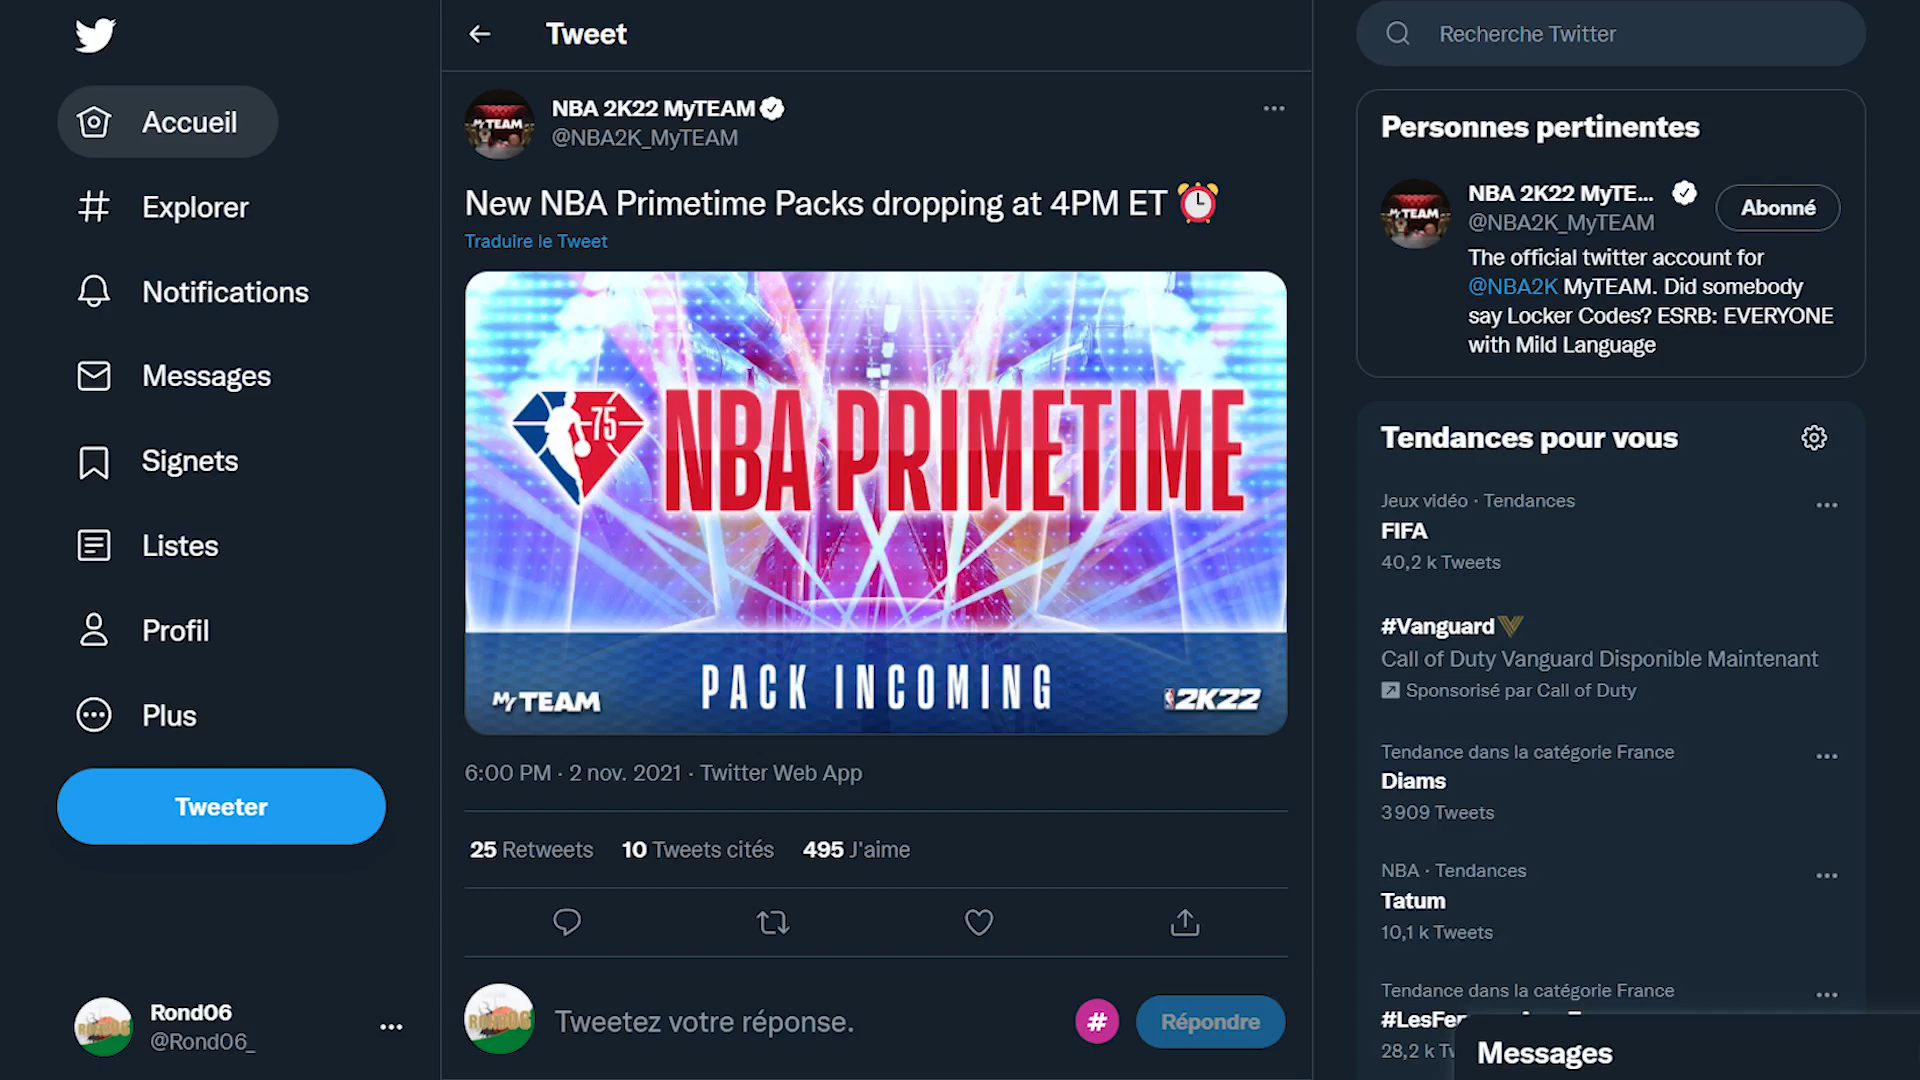 Accueil
Explorer
Notifications
Messages
Signets
Listes
Profil
Plus
Tweeter
Rond06
@Rond06_
Tweet
NBA 2K22 MyTEAM
@NBA2K_MyTEAM
New NBA Primetime Packs dropping at 4PM ET
Traduire le Tweet
75
NBA PRIMETIME
MyTEAM
PACK INCOMING
2K22
6:00 PM · 2 nov. 2021 · Twitter Web App
25 Retweets 10 Tweets cités 495 J'aime
Tweetez votre réponse.
#
Répondre
Recherche Twitter
Personnes pertinentes
NBA 2K22 MyTE...
@NBA2K_MyTEAM
Abonné
The official twitter account for
@NBA2K MyTEAM. Did somebody
say Locker Codes? ESRB: EVERYONE
with Mild Language
Tendances pour vous
Jeux vidéo · Tendances
FIFA
40,2 k Tweets
#Vanguard
Call of Duty Vanguard Disponible Maintenant
Sponsorisé par Call of Duty
Tendance dans la catégorie France
Diams
3 909 Tweets
NBA · Tendances
Tatum
10,1 k Tweets
Tendance dans la catégorie France
28,2 k
Messages